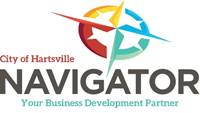 City of Hartsville
NAVIGATOR
Your Business Development Partner